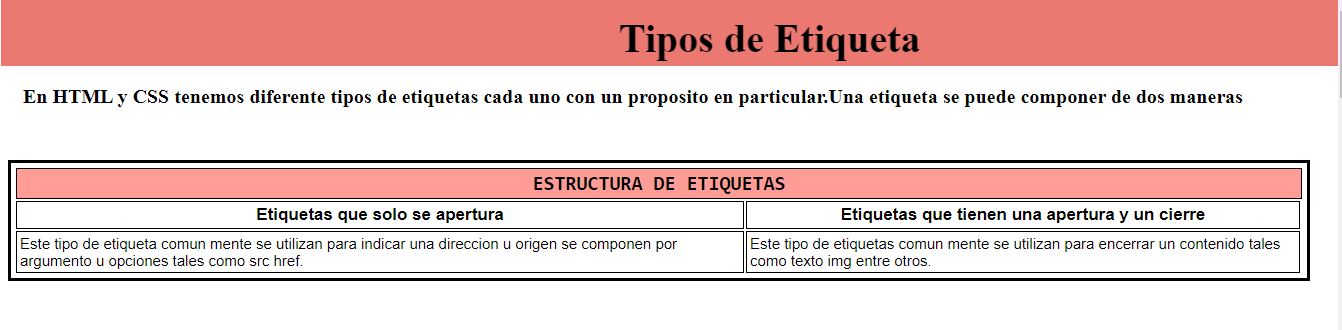 Tipos de Etiqueta
En HTML y CSS tenemos diferente tipos de etiquetas cada uno con un proposito en particular.Una etiqueta se puede componer de dos maneras
ESTRUCTURA DE ETIQUETAS
Etiquetas que solo se apertura
Etiquetas que tienen una apertura y un cierre
Este tipo de etiqueta comun mente se utilizan para indicar una direccion u origen se componen por
argumento u opciones tales como src href.
Este tipo de etiquetas comun mente se utilizan para encerrar un contenido tales
como texto img entre otros.